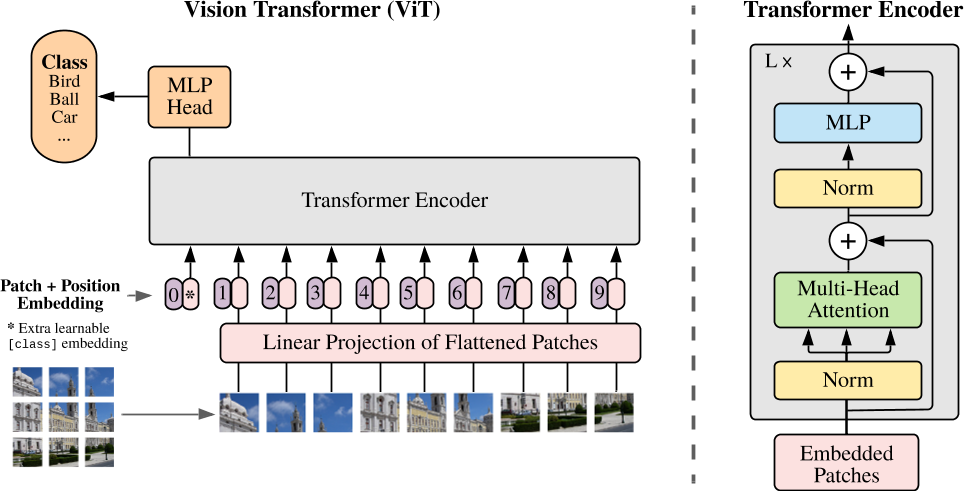 Vision Transformer (ViT)
Class
Bird
Ball
Car
...
MLP
Head
Transformer Encoder
Patch + Position
Embedding
* Extra learnable
[class] embedding
0 * 1 2 3 4 5 6 7 8 9
Linear Projection of Flattened Patches
Transformer Encoder
L x
+
MLP
Norm
+
Multi-Head
Attention
Norm
Embedded
Patches